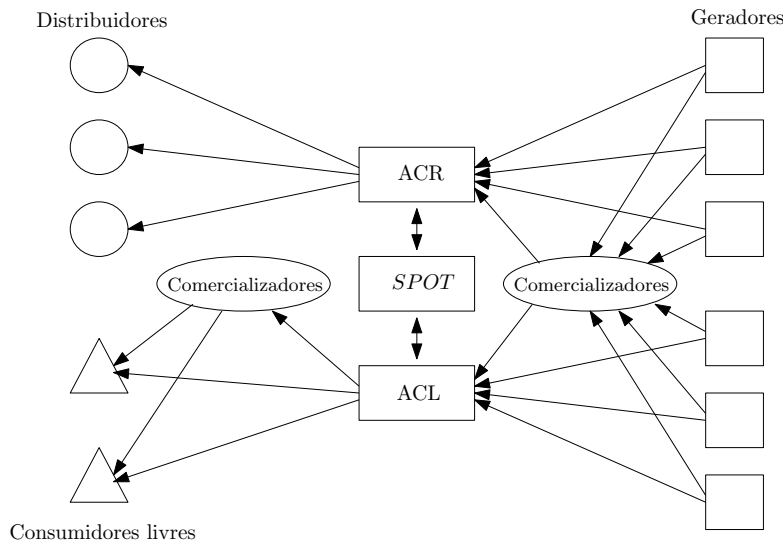 Distribuidores
Geradores
ACR
Comercializadores
SPOT
Comercializadores
ACL
Consumidores livres